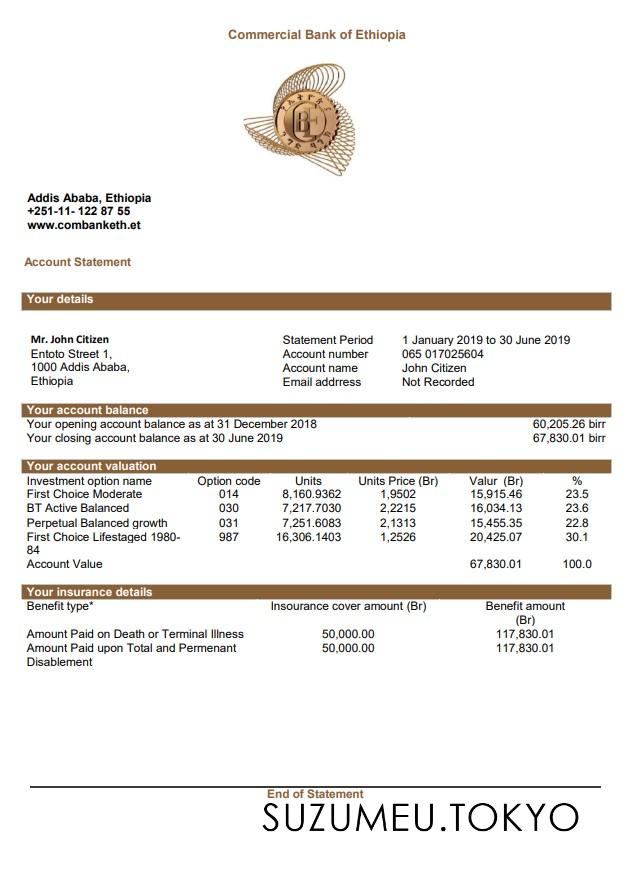 Commercial Bank of Ethiopia
CBE
Addis Ababa, Ethiopia
+251-11- 122 87 55
www.combanketh.et
Account Statement
Your details
Mr. John Citizen Statement Period 1 January 2019 to 30 June 2019
Entoto Street 1, Account number 065 017025604
1000 Addis Ababa, Account name John Citizen
Ethiopia Email adrress Not Recorded
Your account balance
Your opening account balance as at 31 December 2018 60,205.26 birr
Your closing account balance as at 30 June 2019 67,830.01 birr
Your account valuation
Investment option name Option code Units Units Price (Br) Valur (Br) %
First Choice Moderate 014 8,160.9362 1,9502 15,915.46 23.5
BT Active Balanced 030 7,217.7030 2,2215 16,034.13 23.6
Perpetual Balanced growth 031 7,251.6083 2,1313 15,455.35 22.8
First Choice Lifestaged 1980- 987 16,306.1403 1,2526 20,425.07 30.1
84
Account Value 67,830.01 100.0
Your insurance details
Benefit type* Insourance cover amount (Br) Benefit amount
(Br)
Amount Paid on Death or Terminal Illness 50,000.00 117,830.01
Amount Paid upon Total and Permenant 50,000.00 117,830.01
Disablement
End of Statement
SUZUMEU.TOKYO